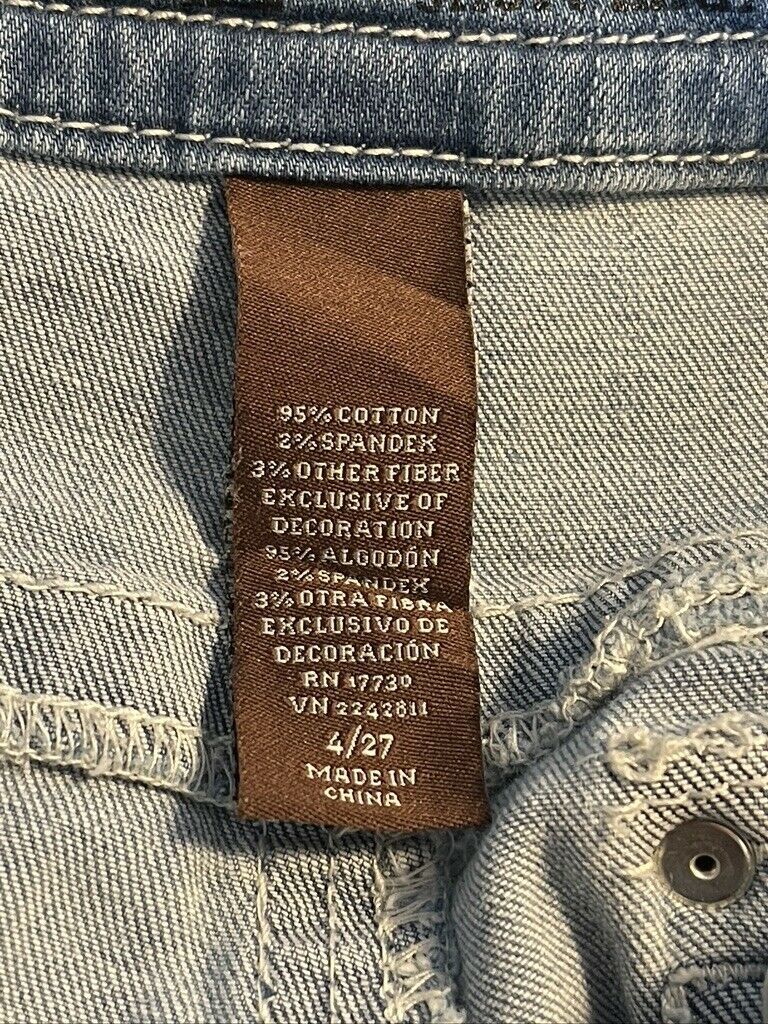 95% COTTON
2% SPANDEX
3% OTHER FIBER
EXCLUSIVE OF
DECORATION
95% ALGODÓN
2% SPANDEX
3% OTRA FIBRA
EXCLUSIVO DE
DECORACIÓN
RN 17730
VN 2242811
4/27
MADE IN
CHINA